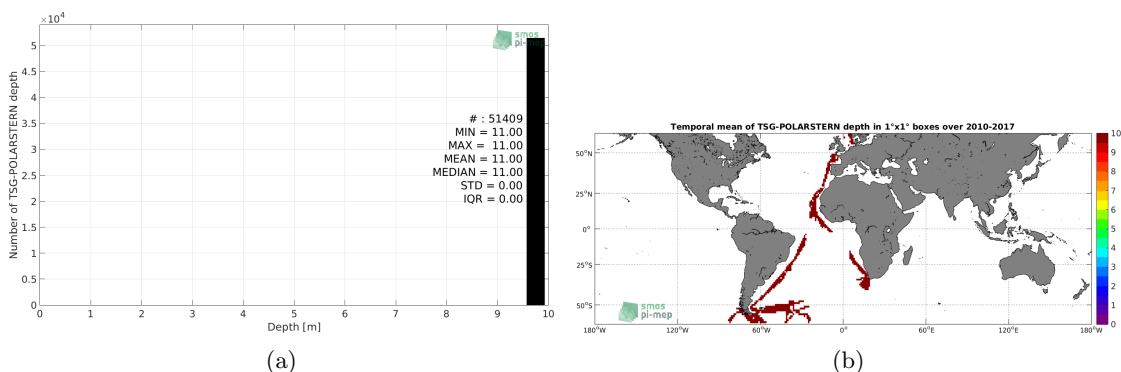 ×10⁴
5
4.5
4
3.5
3
2.5
2
1.5
1
0.5
0
Number of TSG-POLARSTERN depth
smos
pi-mep
# : 51409
MIN = 11.00
MAX = 11.00
MEAN = 11.00
MEDIAN = 11.00
STD = 0.00
IQR = 0.00
0 1 2 3 4 5 6 7 8 9 10
Depth [m]
(a)
Temporal mean of TSG-POLARSTERN depth in 1°x1° boxes over 2010-2017
50°N
25°N
0°
25°S
50°S
180°W 120°W 60°W 0° 60°E 120°E 180°W
smos
pi-mep
10
9
8
7
6
5
4
3
2
1
0
(b)